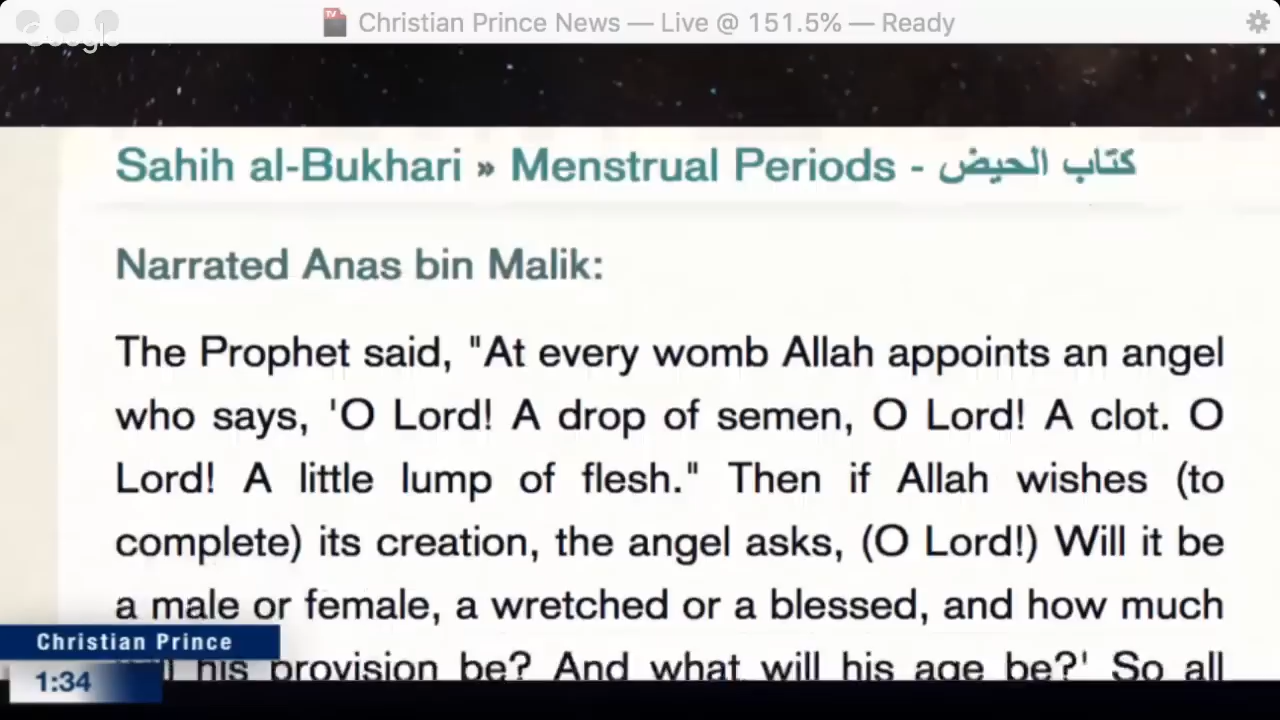 Christian Prince News — Live @ 151.5% — Ready
Google
Sahih al-Bukhari » Menstrual Periods - كتاب الحيض
Narrated Anas bin Malik:
The Prophet said, "At every womb Allah appoints an angel
who says, 'O Lord! A drop of semen, O Lord! A clot. O
Lord! A little lump of flesh." Then if Allah wishes (to
complete) its creation, the angel asks, (O Lord!) Will it be
a male or female, a wretched or a blessed, and how much
his provision be? And what will his age be?' So all
Christian Prince
1:34